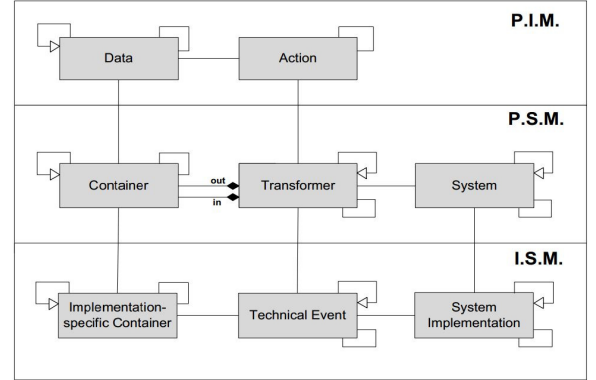 P.I.M.
Data
Action
P.S.M.
Container
out
in
Transformer
System
I.S.M.
Implementation-
specific Container
Technical Event
System
Implementation